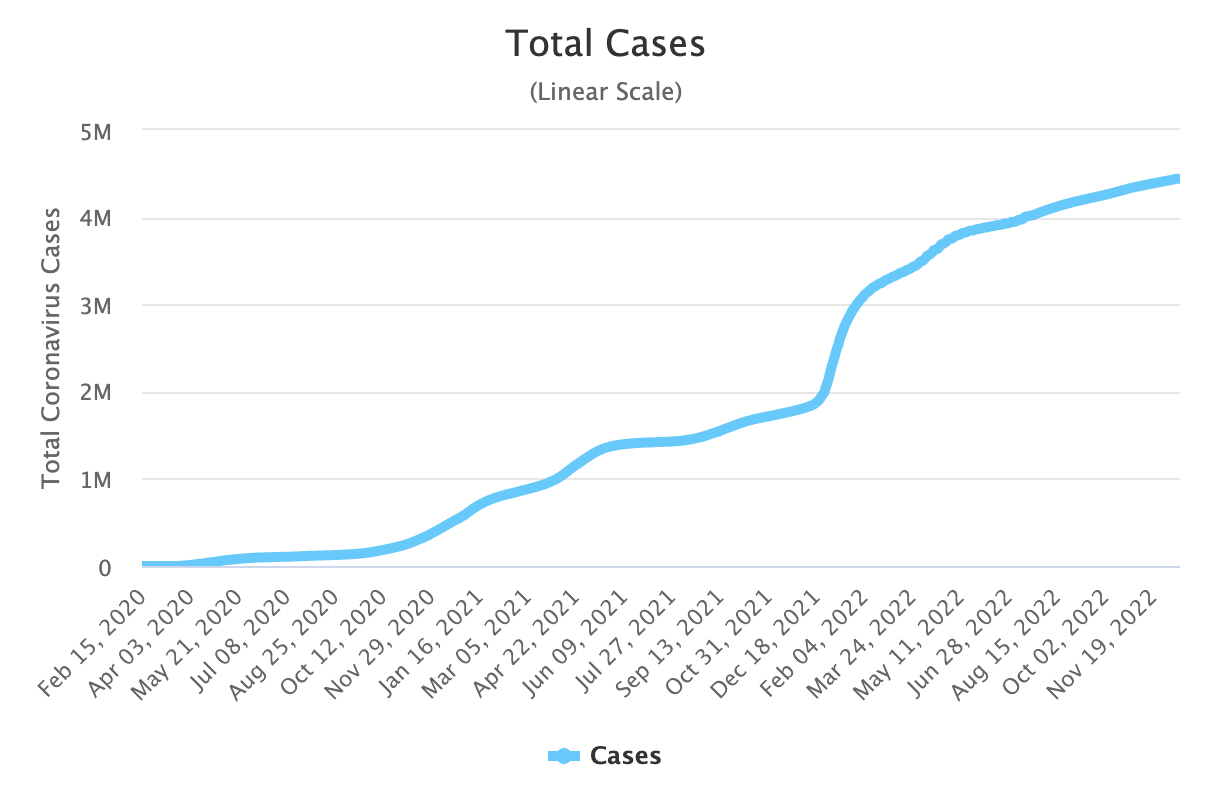 Total Cases
(Linear Scale)
Total Coronavirus Cases
5M
4M
3M
2M
1M
0
Feb 15, 2020
Apr 03, 2020
May 21, 2020
Jul 08, 2020
Aug 25, 2020
Oct 12, 2020
Nov 29, 2020
Jan 16, 2021
Mar 05, 2021
Apr 22, 2021
Jun 09, 2021
Jul 27, 2021
Sep 13, 2021
Oct 31, 2021
Dec 18, 2021
Feb 04, 2022
Mar 24, 2022
May 11, 2022
Jun 28, 2022
Aug 15, 2022
Oct 02, 2022
Nov 19, 2022
Cases